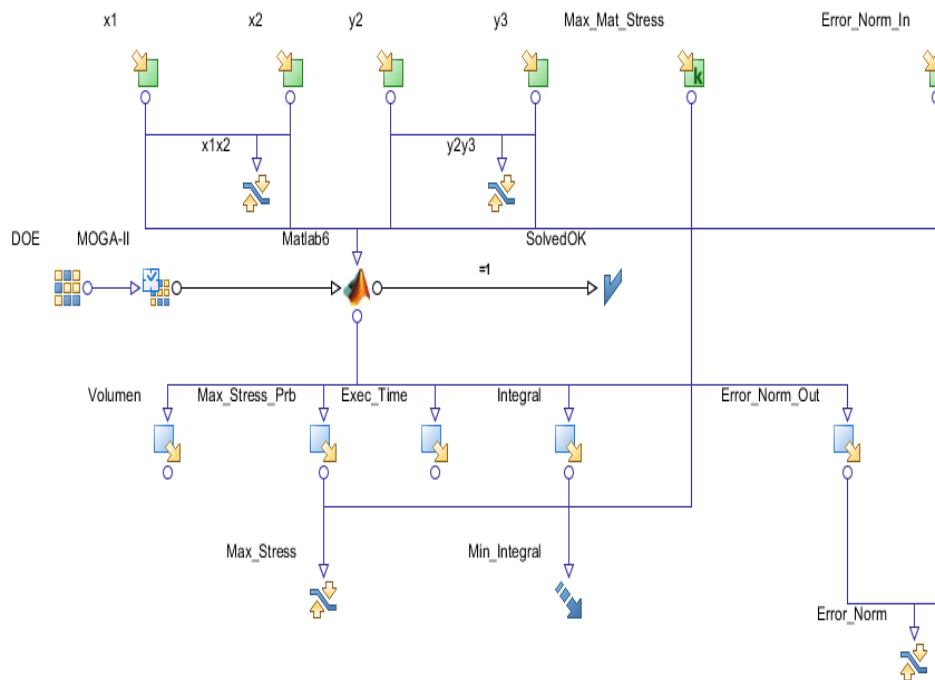 x1 x2 y2 y3 Max_Mat_Stress Error_Norm_In
k
x1x2 y2y3
DOE MOGA-II Matlab6 SolvedOK
=1
Volumen Max_Stress_Prb Exec_Time Integral Error_Norm_Out
Max_Stress Min_Integral
Error_Norm